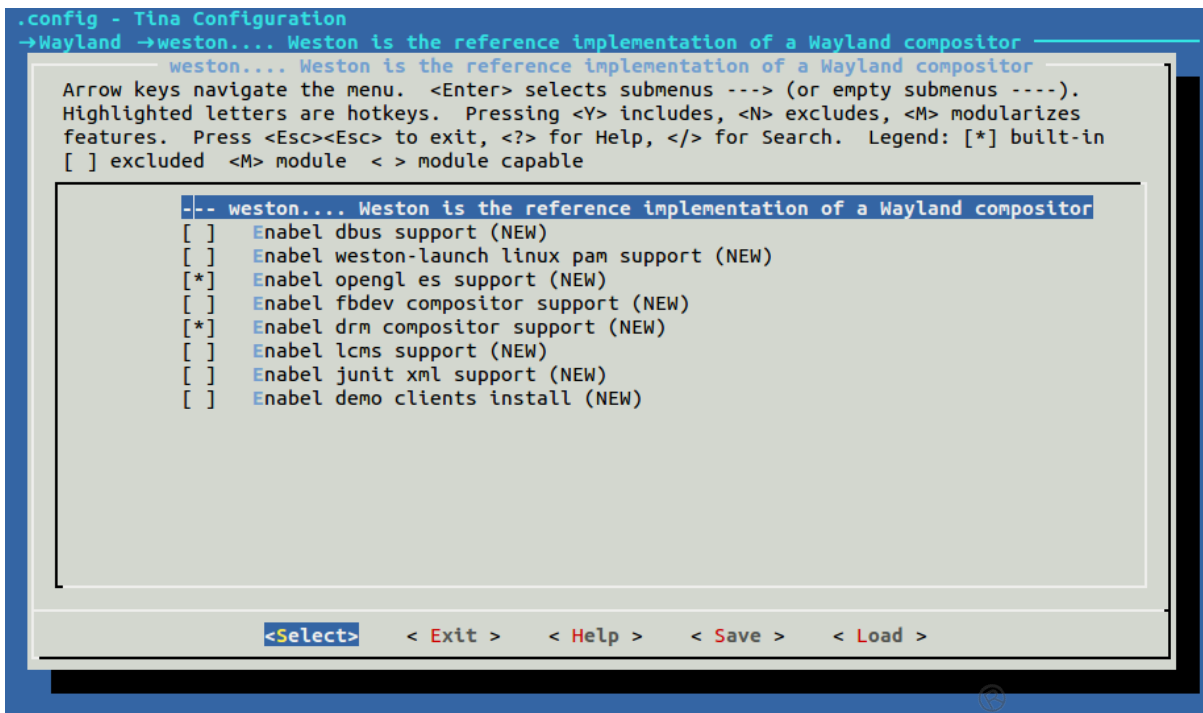 .config - Tina Configuration
→Wayland →weston.... Weston is the reference implementation of a Wayland compositor
weston.... Weston is the reference implementation of a Wayland compositor
Arrow keys navigate the menu.  <Enter> selects submenus ---> (or empty submenus ----).
Highlighted letters are hotkeys.  Pressing <Y> includes, <N> excludes, <M> modularizes
features.  Press <Esc><Esc> to exit, <?> for Help, </> for Search.  Legend: [*] built-in
[ ] excluded  <M> module  < > module capable
--- weston.... Weston is the reference implementation of a Wayland compositor
[ ]   Enabel dbus support (NEW)
[ ]   Enabel weston-launch linux pam support (NEW)
[*]   Enabel opengl es support (NEW)
[ ]   Enabel fbdev compositor support (NEW)
[*]   Enabel drm compositor support (NEW)
[ ]   Enabel lcms support (NEW)
[ ]   Enabel junit xml support (NEW)
[ ]   Enabel demo clients install (NEW)
<Select>    < Exit >    < Help >    < Save >    < Load >